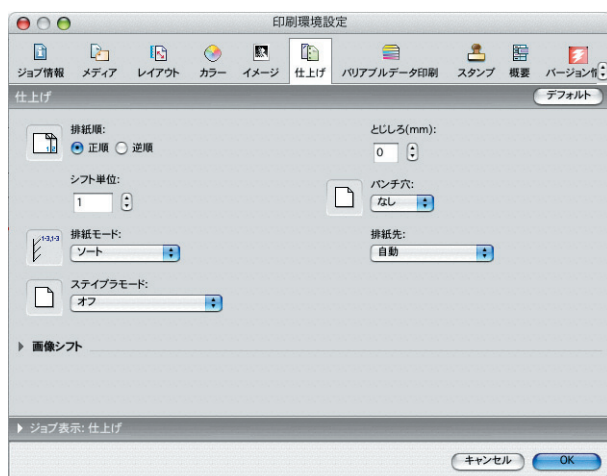 印刷環境設定
ジョブ情報 メディア レイアウト カラー イメージ 仕上げ バリアブルデータ印刷 スタンプ 概要 バージョン
仕上げ デフォルト
排紙順: とじしろ(mm):
正順 逆順 0
シフト単位: パンチ穴:
1 なし
排紙モード: 排紙先:
1-3,1-3 ソート 自動
ステイプラモード:
オフ
画像シフト
ジョブ表示: 仕上げ
キャンセル OK